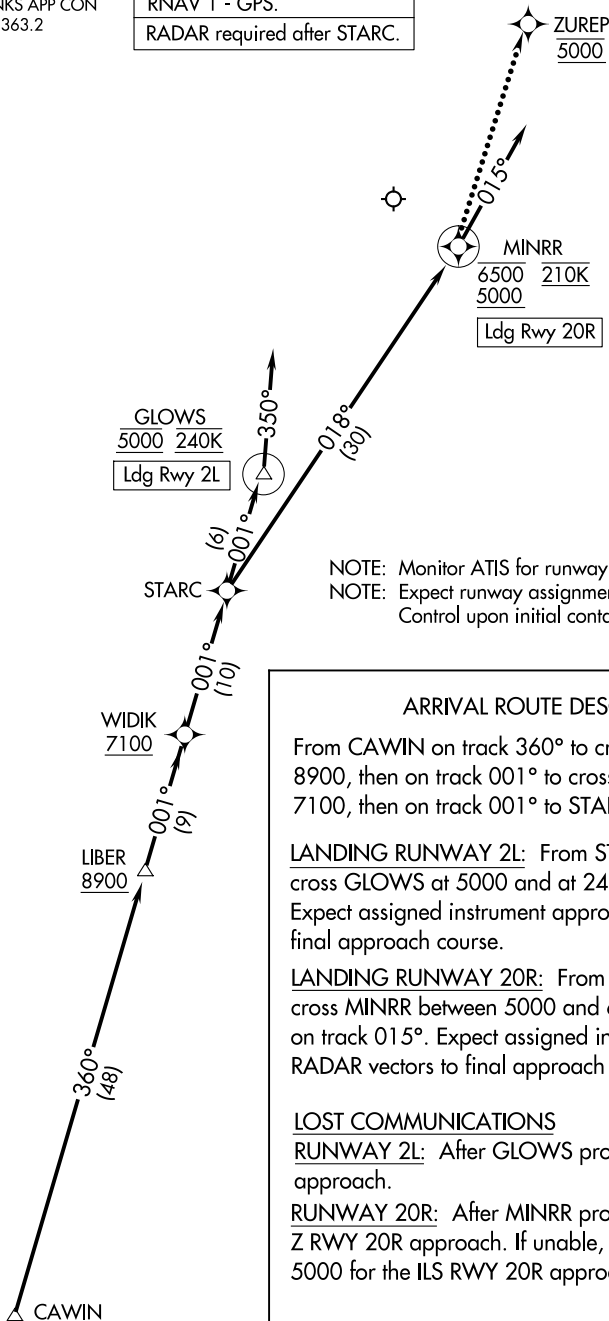 NKS APP CON
363.2
RNAV 1 - GPS.
RADAR required after STARC.
ZUREP
5000
015°
MINRR
6500 210K
5000
Ldg Rwy 20R
GLOWS
5000 240K
Ldg Rwy 2L
350°
018°
(30)
(6)
001°
STARC
NOTE: Monitor ATIS for runway
NOTE: Expect runway assignme
Control upon initial conta
001°
(10)
WIDIK
7100
001°
(9)
LIBER
8900
360°
(48)
CAWIN
ARRIVAL ROUTE DES
From CAWIN on track 360° to cr
8900, then on track 001° to cross
7100, then on track 001° to STA
LANDING RUNWAY 2L: From ST
cross GLOWS at 5000 and at 24
Expect assigned instrument appro
final approach course.
LANDING RUNWAY 20R: From
cross MINRR between 5000 and
on track 015°. Expect assigned in
RADAR vectors to final approach
LOST COMMUNICATIONS
RUNWAY 2L: After GLOWS pro
approach.
RUNWAY 20R: After MINRR pro
Z RWY 20R approach. If unable,
5000 for the ILS RWY 20R approa